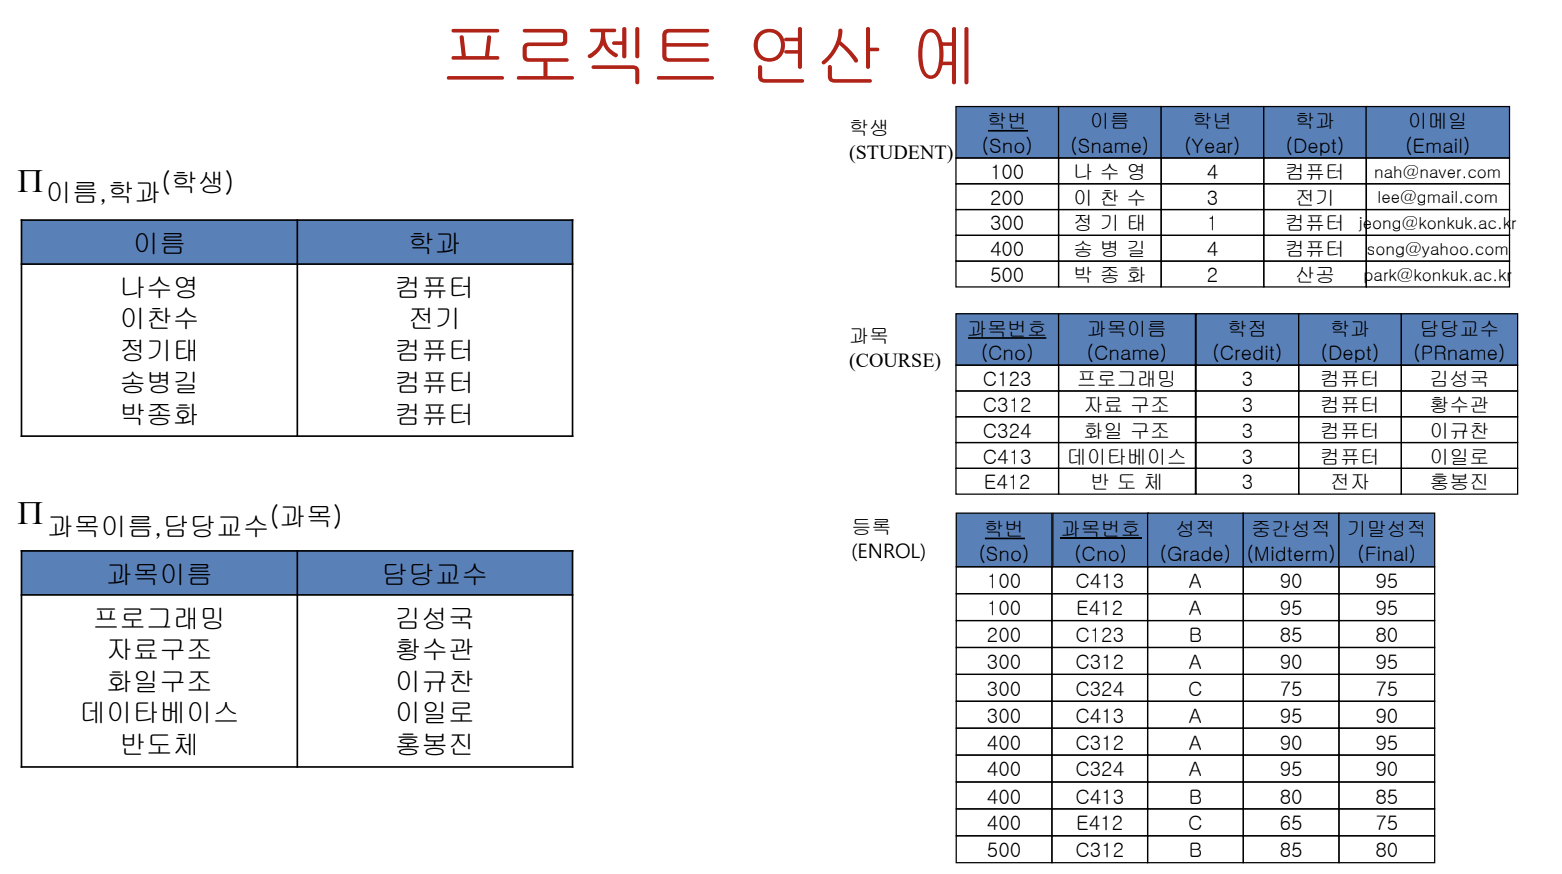 프로젝트 연산 예
Π이름,학과(학생)
이름 학과
나수영 컴퓨터
이찬수 전기
정기태 컴퓨터
송병길 컴퓨터
박종화 컴퓨터
Π과목이름,담당교수(과목)
과목이름 담당교수
프로그래밍 김성국
자료구조 황수관
화일구조 이규찬
데이타베이스 이일로
반도체 홍봉진
학생
(STUDENT)
학번 이름 학년 학과 이메일
(Sno) (Sname) (Year) (Dept) (Email)
100 나 수 영 4 컴퓨터 nah@naver.com
200 이 찬 수 3 전기 lee@gmail.com
300 정 기 태 1 컴퓨터 jeong@konkuk.ac.kr
400 송 병 길 4 컴퓨터 song@yahoo.com
500 박 종 화 2 산공 park@konkuk.ac.kr
과목
(COURSE)
과목번호 과목이름 학점 학과 담당교수
(Cno) (Cname) (Credit) (Dept) (PRname)
C123 프로그래밍 3 컴퓨터 김성국
C312 자료 구조 3 컴퓨터 황수관
C324 화일 구조 3 컴퓨터 이규찬
C413 데이타베이스 3 컴퓨터 이일로
E412 반 도 체 3 전자 홍봉진
등록
(ENROL)
학번 과목번호 성적 중간성적 기말성적
(Sno) (Cno) (Grade) (Midterm) (Final)
100 C413 A 90 95
100 E412 A 95 95
200 C123 B 85 80
300 C312 A 90 95
300 C324 C 75 75
300 C413 A 95 90
400 C312 A 90 95
400 C324 A 95 90
400 C413 B 80 85
400 E412 C 65 75
500 C312 B 85 80